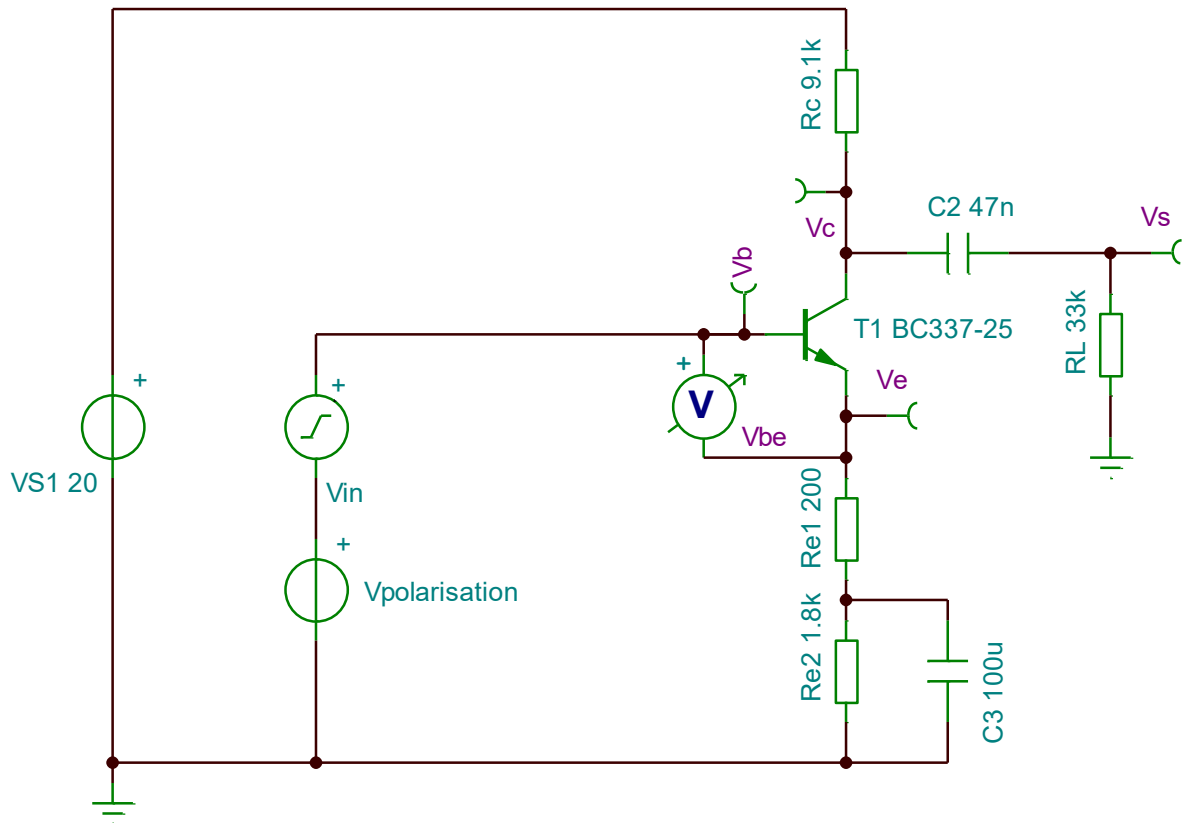 Rc 9.1k
C2 47n
Vs
Vc
Vb
T1 BC337-25
RL 33k
+
+
+
V
Ve
Vbe
VS1 20
Vin
Re1 200
+
Vpolarisation
Re2 1.8k
C3 100u